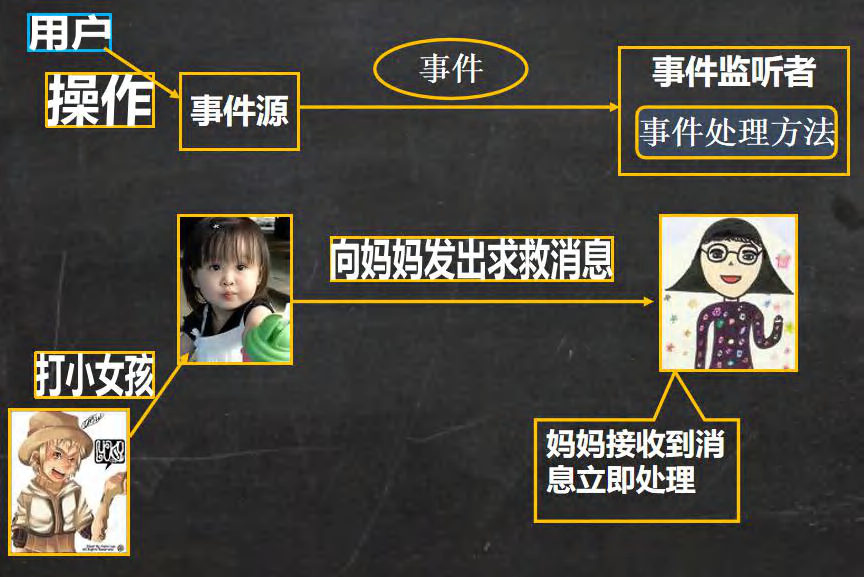 用户
操作
事件源
事件
事件监听者
事件处理方法
向妈妈发出求救消息
打小女孩
妈妈接收到消
息立即处理